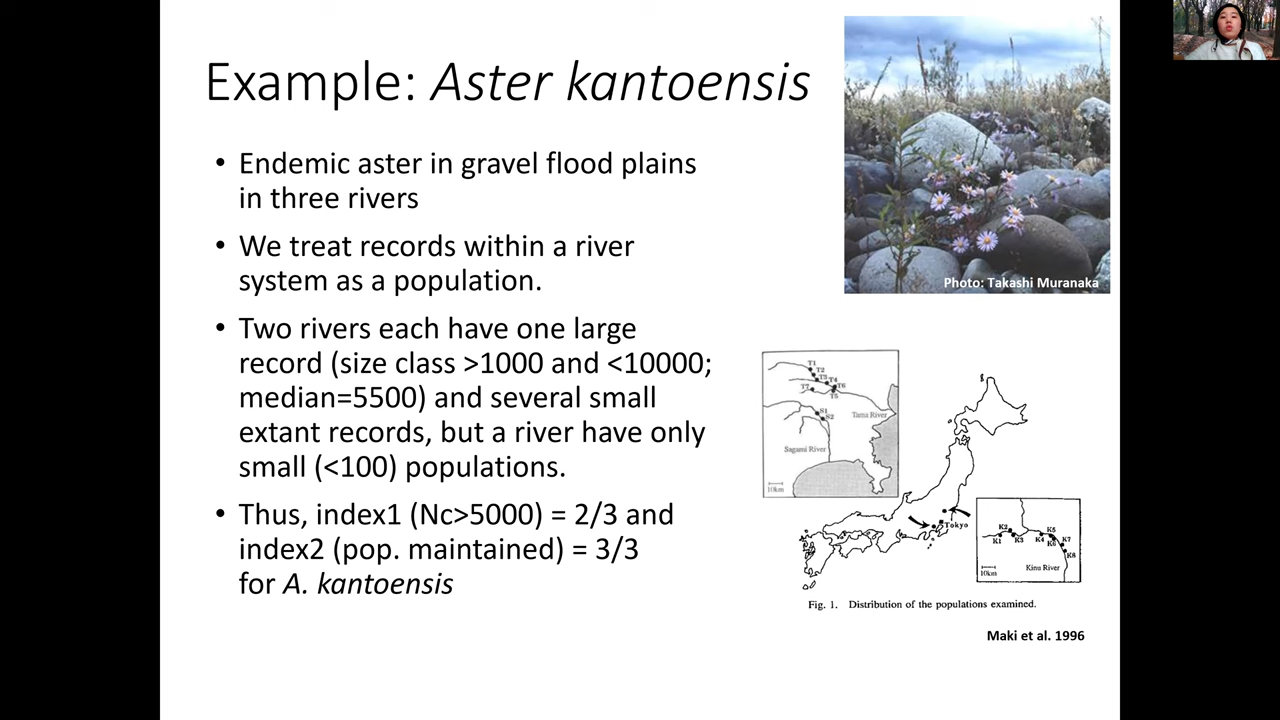 Example: Aster kantoensis
• Endemic aster in gravel flood plains
in three rivers
• We treat records within a river
system as a population.
• Two rivers each have one large
record (size class >1000 and <10000;
median=5500) and several small
extant records, but a river have only
small (<100) populations.
• Thus, index1 (Nc>5000) = 2/3 and
index2 (pop. maintained) = 3/3
for A. kantoensis
Photo: Takashi Muranaka
T1
T2
T3
T4
T6
T7
T5
S1
S2
Tama River
Sagami River
10km
Tokyo
K2
K1
K3
K4
K5
K6
K7
K8
Kinu River
10km
Fig. 1. Distribution of the populations examined.
Maki et al. 1996